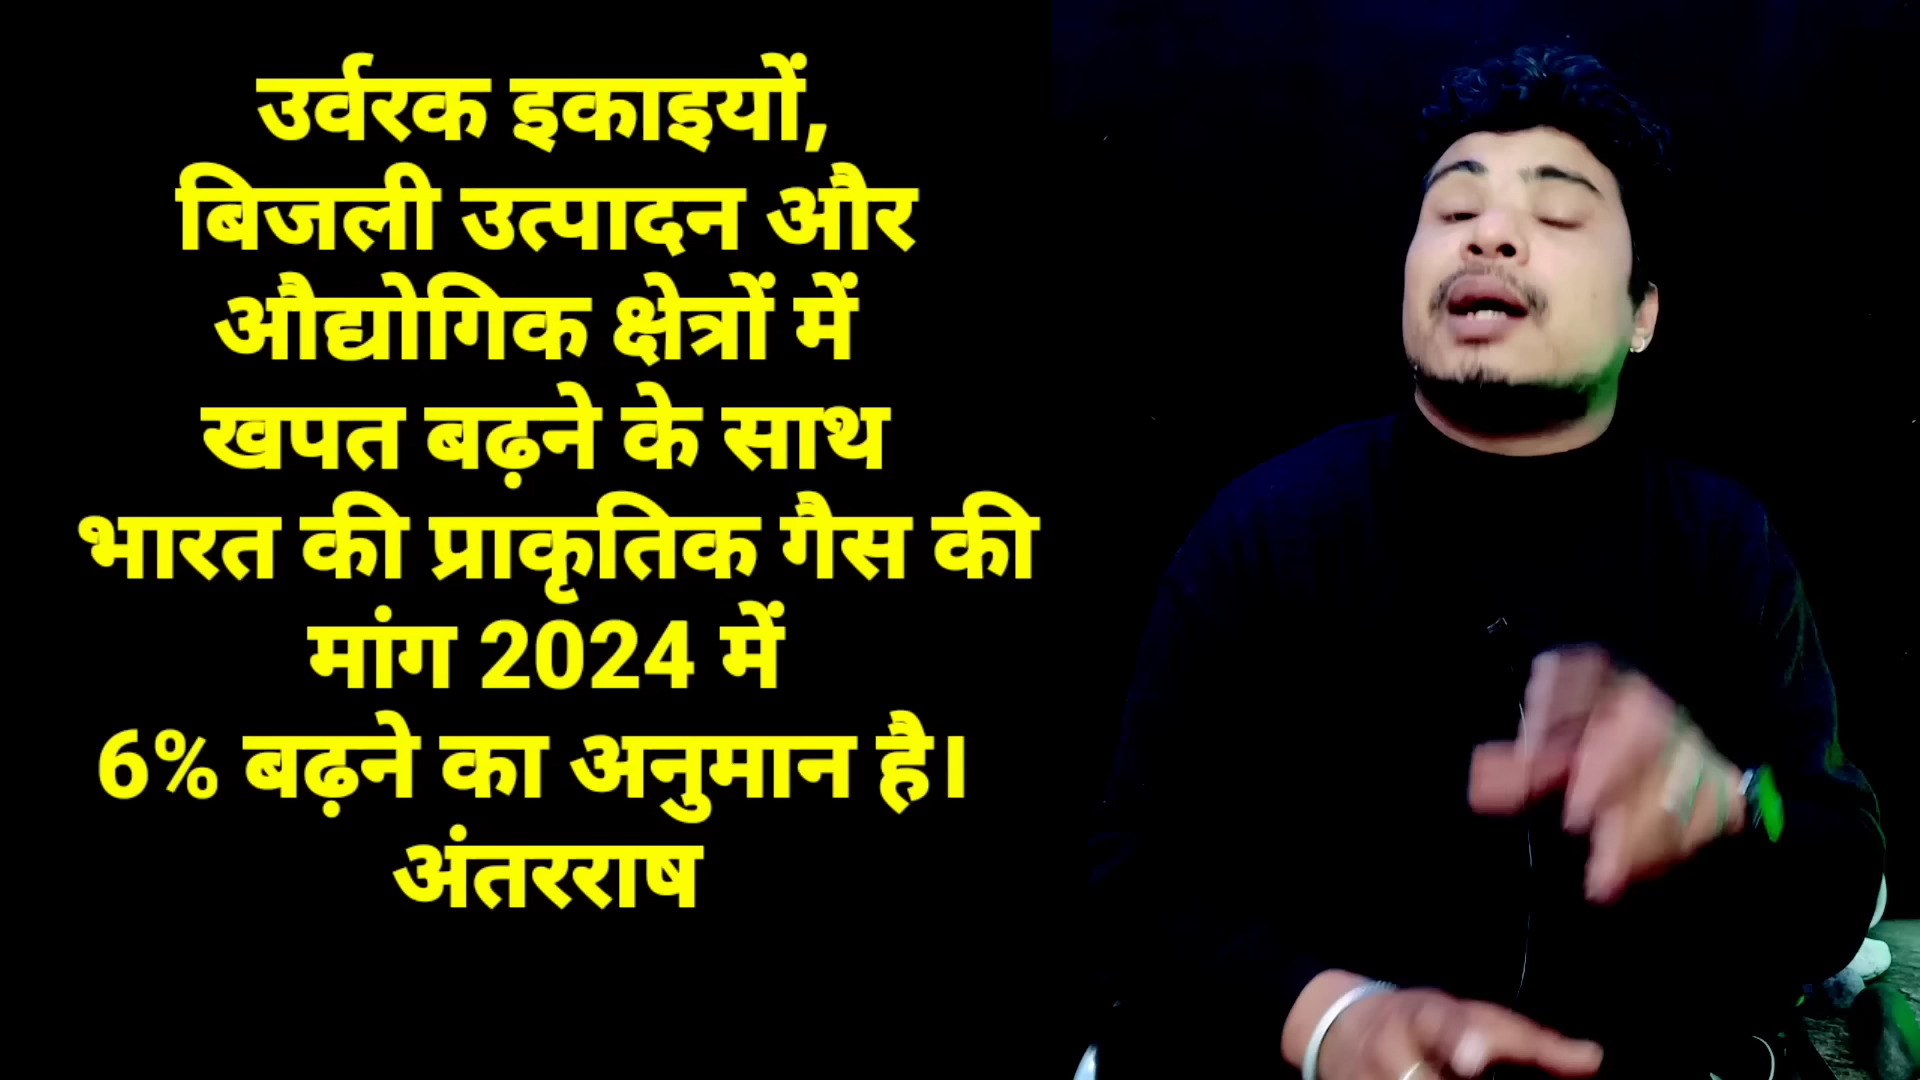 उर्वरक इकाइयों,
बिजली उत्पादन और
औद्योगिक क्षेत्रों में
खपत बढ़ने के साथ
भारत की प्राकृतिक गैस की
मांग 2024 में
6% बढ़ने का अनुमान है।
अंतरराष